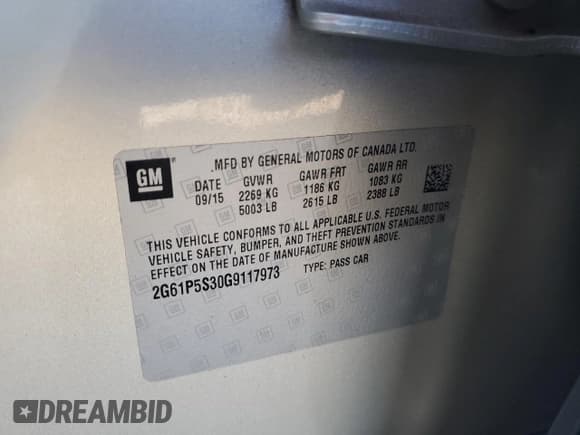 GM
MFD BY GENERAL MOTORS OF CANADA LTD.
DATE GVWR GAWR FRT GAWR RR
09/15 2269 KG 1186 KG 1083 KG
5003 LB 2615 LB 2388 LB
THIS VEHICLE CONFORMS TO ALL APPLICABLE U.S. FEDERAL MOTOR
VEHICLE SAFETY, BUMPER, AND THEFT PREVENTION STANDARDS IN
EFFECT ON THE DATE OF MANUFACTURE SHOWN ABOVE.
2G61P5S30G9117973 TYPE: PASS CAR
DREAMBID